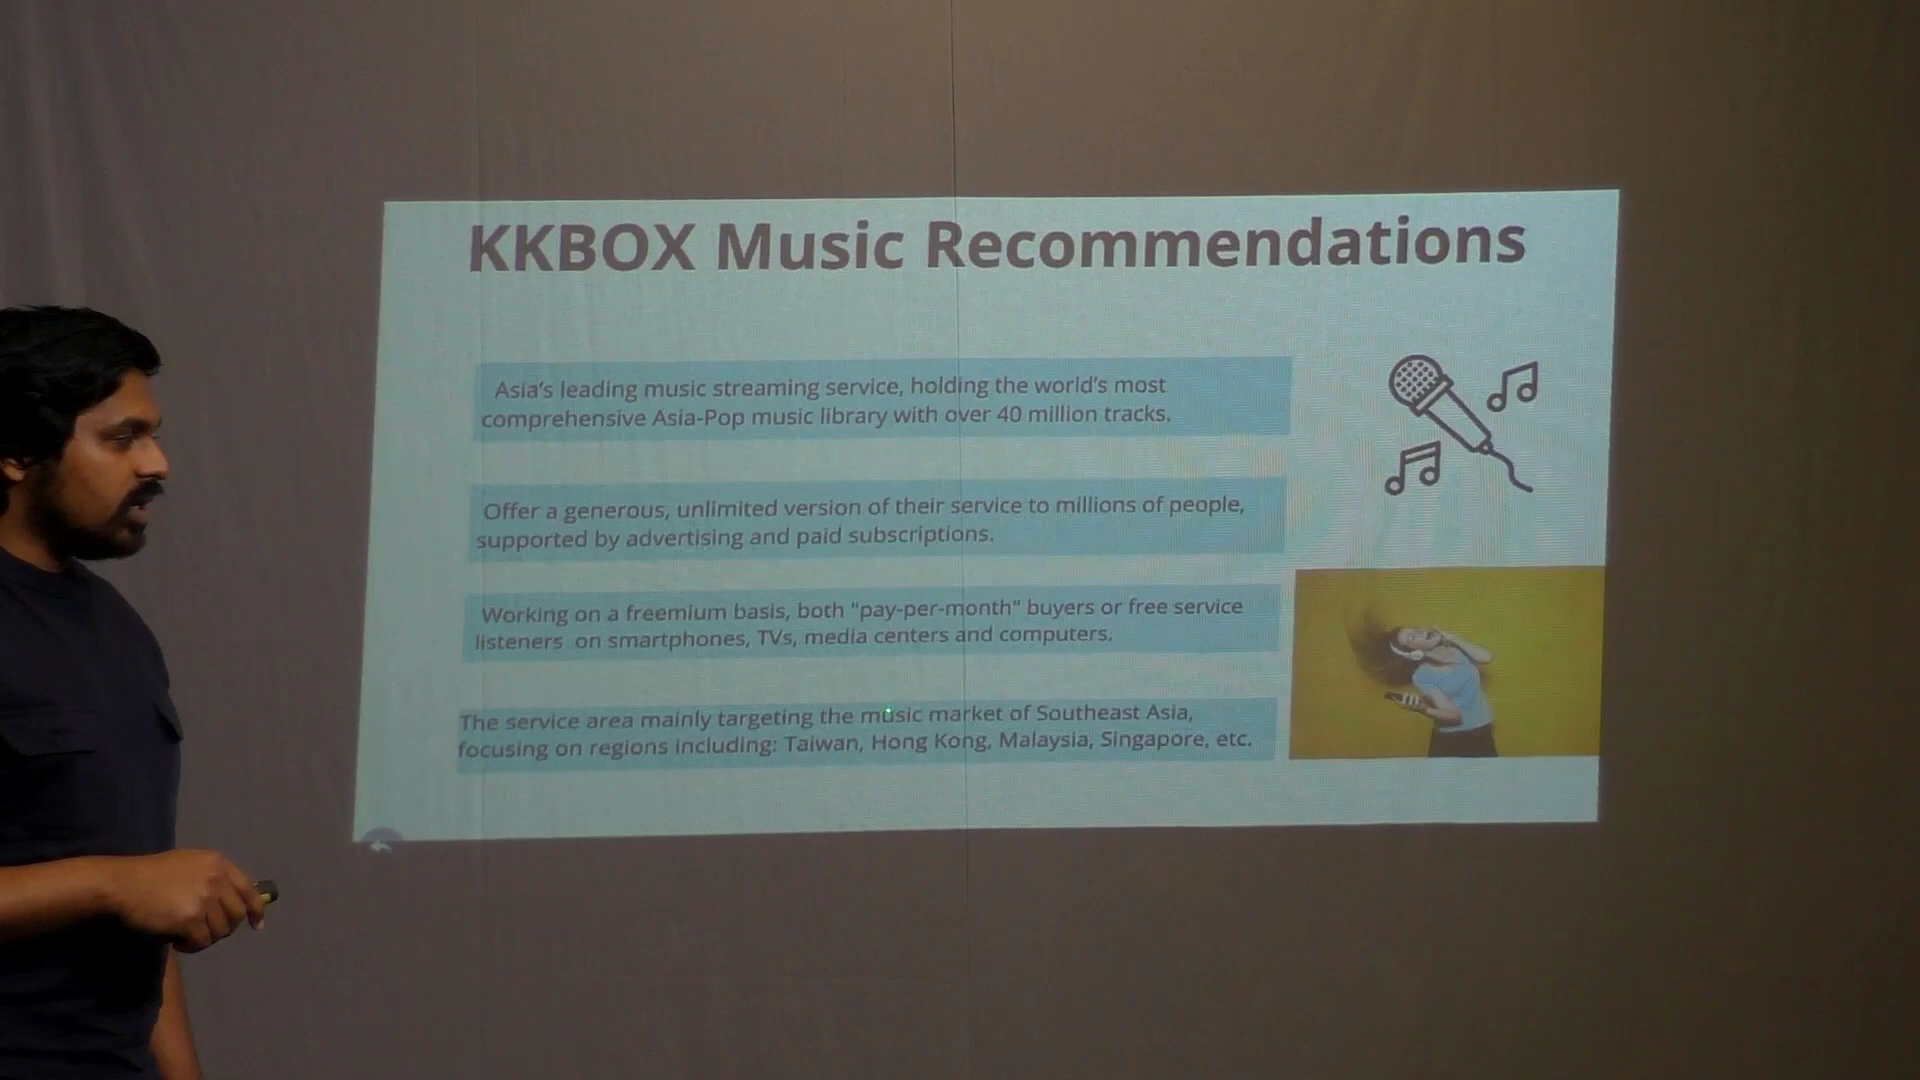 KKBOX Music Recommendations
Asia's leading music streaming service, holding the world's most
comprehensive Asia-Pop music library with over 40 million tracks.
Offer a generous, unlimited version of their service to millions of people,
supported by advertising and paid subscriptions.
Working on a freemium basis, both "pay-per-month" buyers or free service
listeners on smartphones, TVs, media centers and computers.
The service area mainly targeting the music market of Southeast Asia,
focusing on regions including: Taiwan, Hong Kong, Malaysia, Singapore, etc.